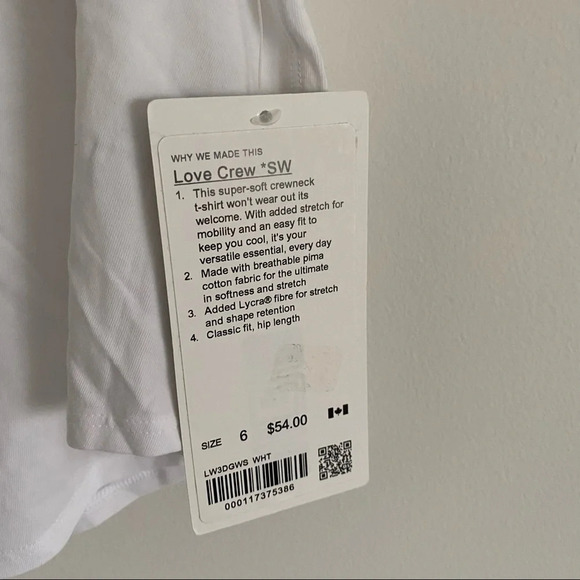 WHY WE MADE THIS
Love Crew *SW
1. This super-soft crewneck
t-shirt won't wear out its
welcome. With added stretch for
mobility and an easy fit to
keep you cool, it's your
versatile essential, every day
2. Made with breathable pima
cotton fabric for the ultimate
in softness and stretch
3. Added Lycra® fibre for stretch
and shape retention
4. Classic fit, hip length
SIZE 6 $54.00
LW3DGWS WHT
000117375386